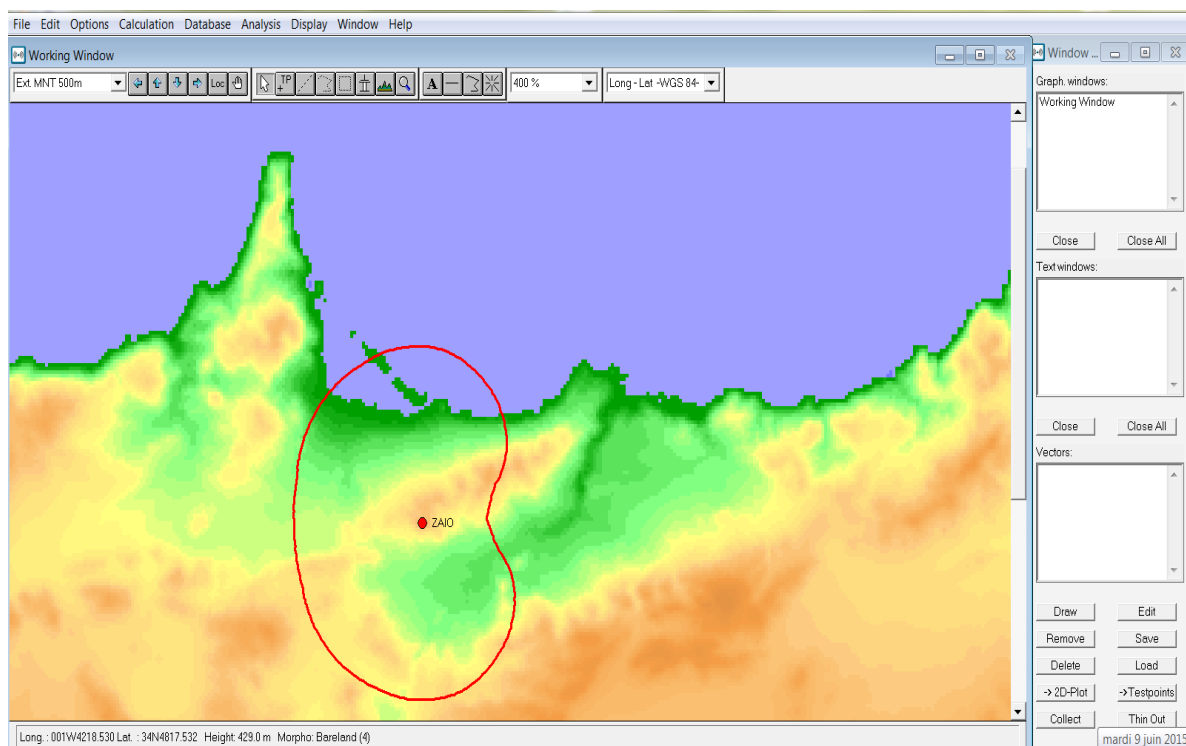 File Edit Options Calculation Database Analysis Display Window Help
Working Window
Window ...
Ext. MNT 500m
Loc
TP
A
400 %
Long - Lat -WGS 84-
Graph. windows:
Working Window
Close Close All
Text windows:
ZAIO
Close Close All
Vectors:
Draw Edit
Remove Save
Delete Load
-> 2D-Plot ->Testpoints
Collect Thin Out
Long. : 001W4218.530 Lat. : 34N4817.532 Height: 429.0 m Morpho: Bareland (4)
mardi 9 juin 2015